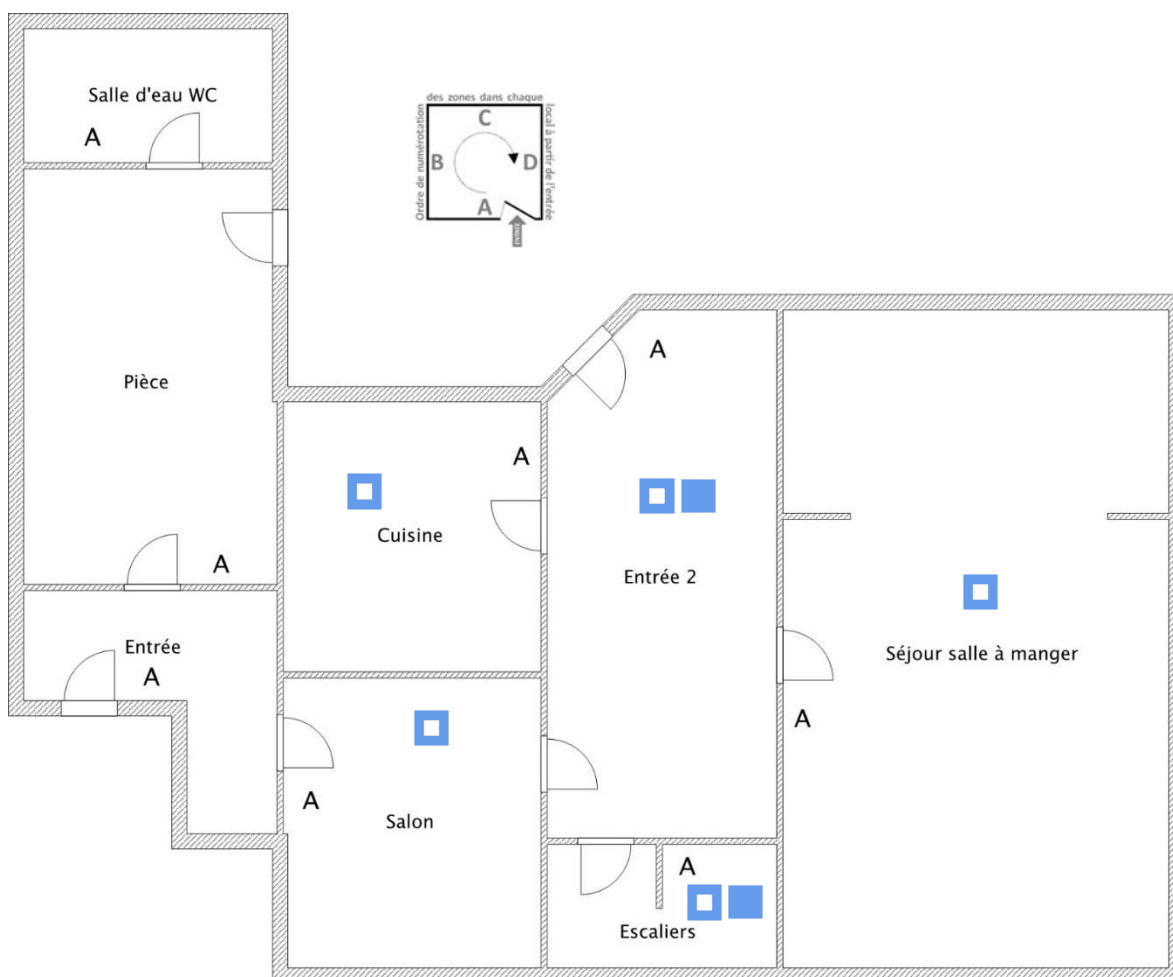 Salle d'eau WC
A
des zones dans chaque
Ordre de numérotation
local à partir de l'entrée
C
B
D
A
Pièce
A
A
Cuisine
A
Entrée 2
Entrée
A
Séjour salle à manger
A
A
Salon
A
Escaliers